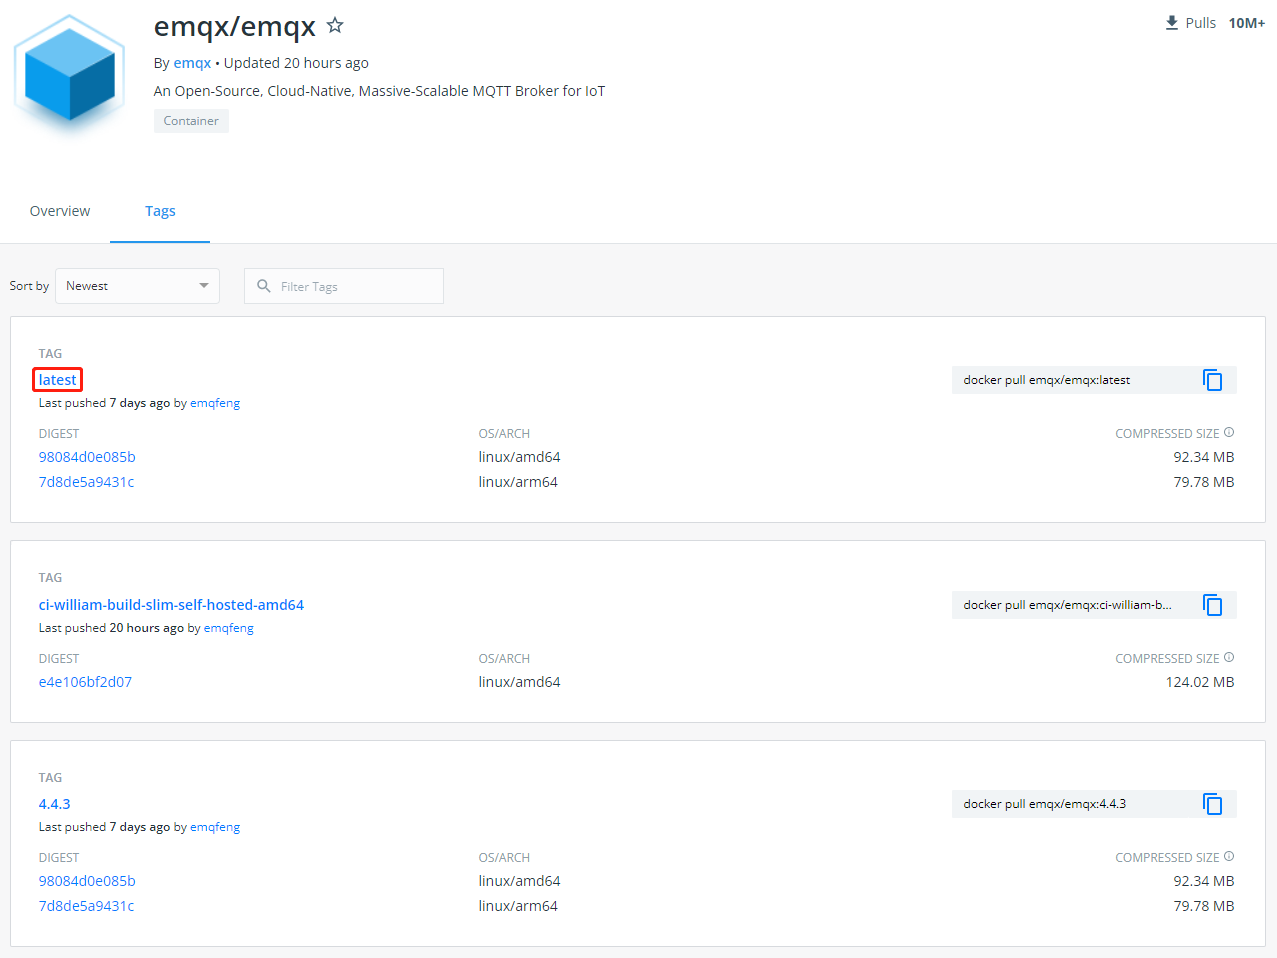 emqx/emqx
Pulls 10M+
By emqx • Updated 20 hours ago
An Open-Source, Cloud-Native, Massive-Scalable MQTT Broker for IoT
Container
Overview Tags
Sort by Newest Filter Tags
TAG
latest docker pull emqx/emqx:latest
Last pushed 7 days ago by emqfeng
DIGEST OS/ARCH COMPRESSED SIZE
98084d0e085b linux/amd64 92.34 MB
7d8de5a9431c linux/arm64 79.78 MB
TAG
ci-william-build-slim-self-hosted-amd64 docker pull emqx/emqx:ci-william-b...
Last pushed 20 hours ago by emqfeng
DIGEST OS/ARCH COMPRESSED SIZE
e4e106bf2d07 linux/amd64 124.02 MB
TAG
4.4.3 docker pull emqx/emqx:4.4.3
Last pushed 7 days ago by emqfeng
DIGEST OS/ARCH COMPRESSED SIZE
98084d0e085b linux/amd64 92.34 MB
7d8de5a9431c linux/arm64 79.78 MB